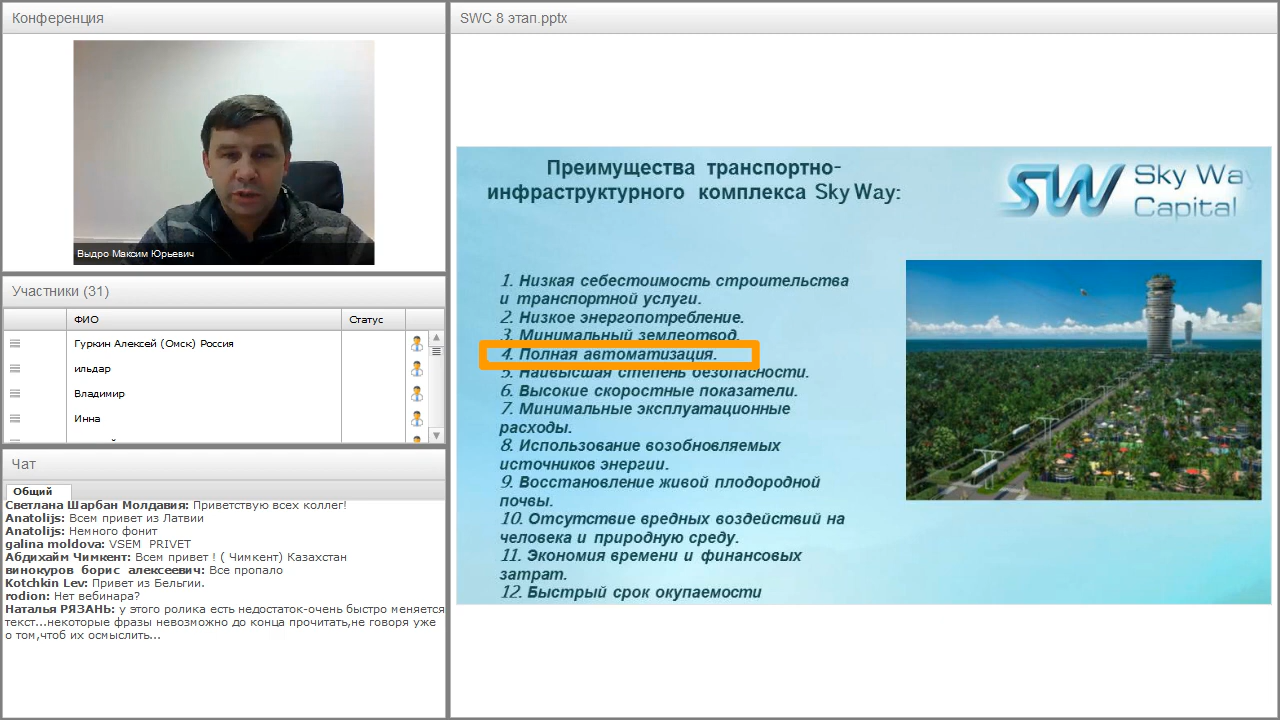 Конференция
Выдро Максим Юрьевич
Участники (31)
ФИО
Статус
Гуркин Алексей (Омск) Россия
ильдар
Владимир
Инна
Чат
Общий
Светлана Шарбан Молдавия: Приветствую всех коллег!
Anatolijs: Всем привет из Латвии
Anatolijs: Немного фонит
galina moldova: VSEM PRIVET
Абдихайм Чимкент: Всем привет ! ( Чимкент) Казахстан
винокуров борис алексеевич: Все пропало
Kotchkin Lev: Привет из Бельгии.
rodion: Нет вебинара?
Наталья РЯЗАНЬ: у этого ролика есть недостаток-очень быстро меняется
текст...некоторые фразы невозможно до конца прочитать,не говоря уже
о том,чтоб их осмыслить...
SWC 8 этап.pptx
Преимущества транспортно-
инфраструктурного комплекса Sky Way:
SW Sky Way
Capital
1. Низкая себестоимость строительства
и транспортной услуги.
2. Низкое энергопотребление.
3. Минимальный землеотвод.
4. Полная автоматизация.
5. Наивысшая степень безопасности.
6. Высокие скоростные показатели.
7. Минимальные эксплуатационные
расходы.
8. Использование возобновляемых
источников энергии.
9. Восстановление живой плодородной
почвы.
10. Отсутствие вредных воздействий на
человека и природную среду.
11. Экономия времени и финансовых
затрат.
12. Быстрый срок окупаемости